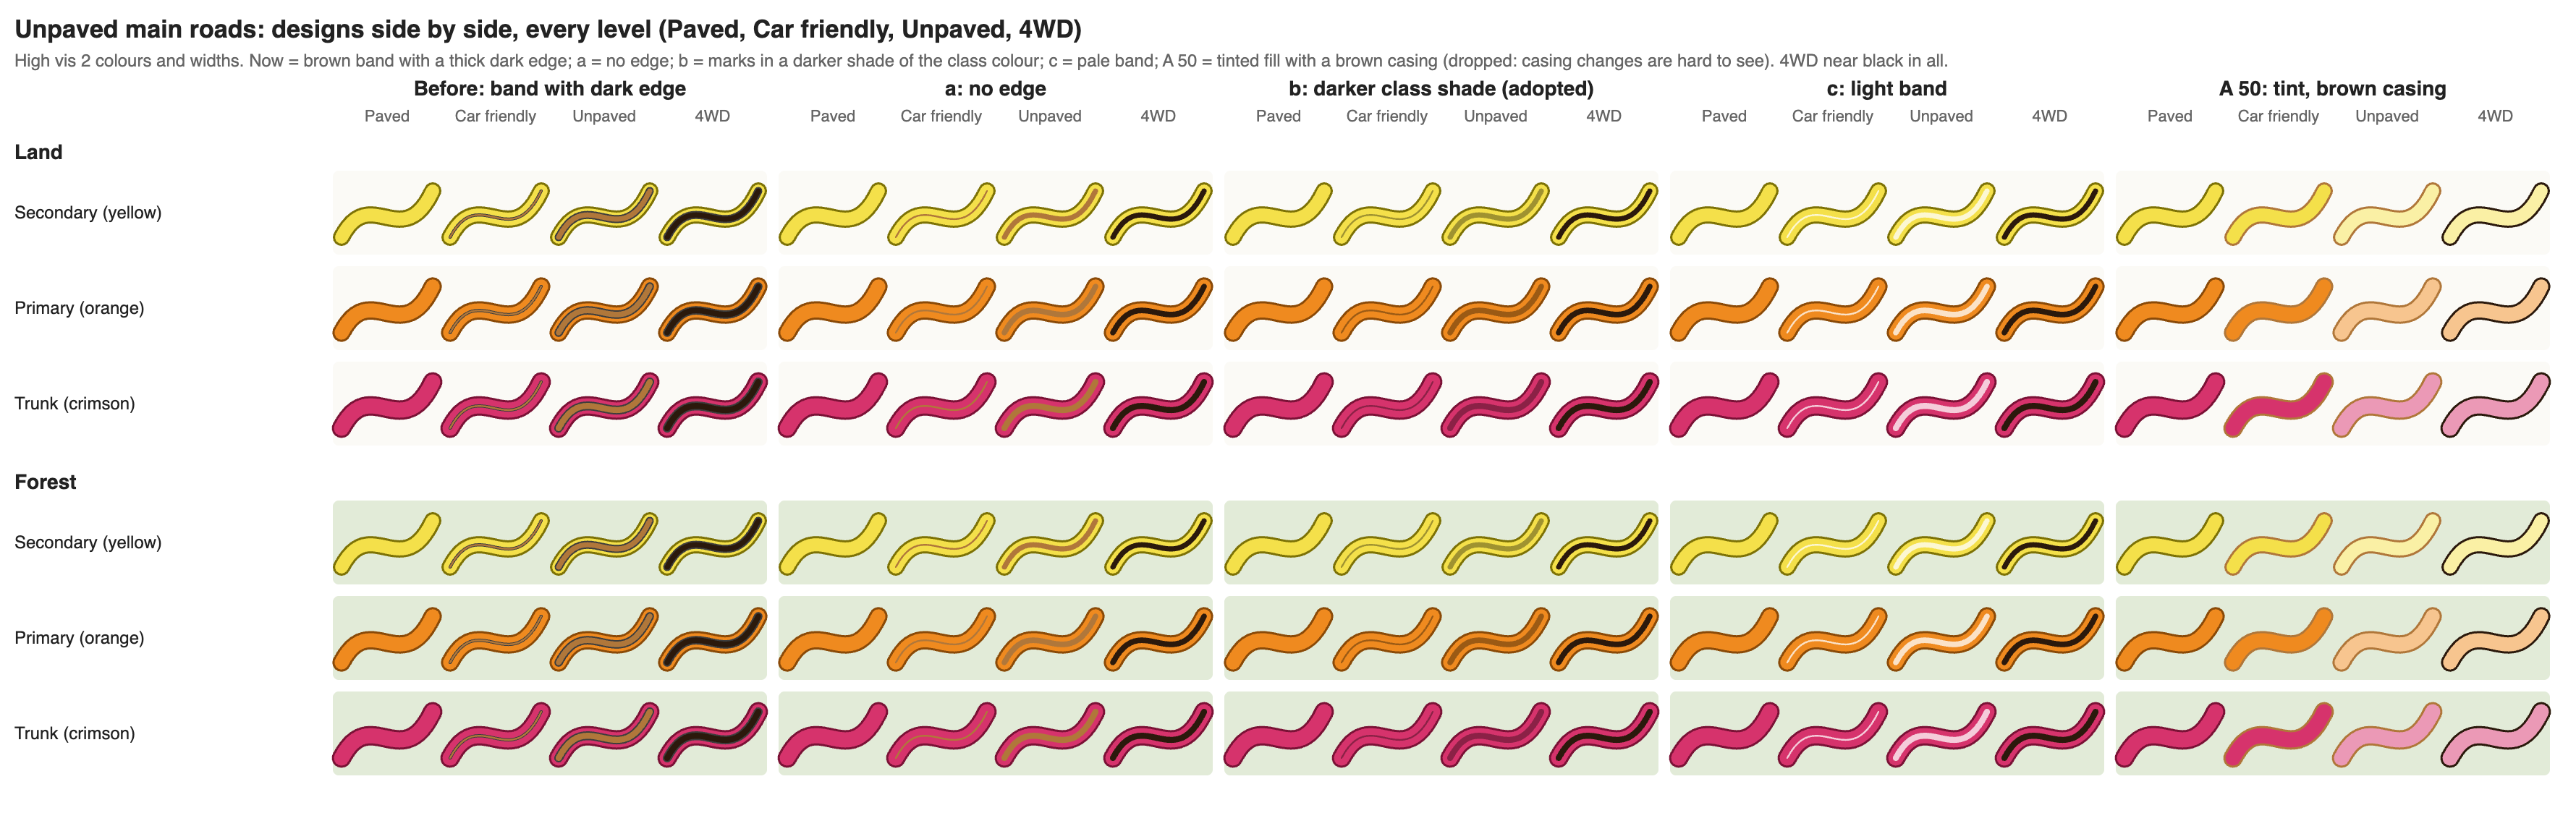 Unpaved main roads: designs side by side, every level (Paved, Car friendly, Unpaved, 4WD)
High vis 2 colours and widths. Now = brown band with a thick dark edge; a = no edge; b = marks in a darker shade of the class colour; c = pale band; A 50 = tinted fill with a brown casing (dropped: casing changes are hard to see). 4WD near black in all.
Before: band with dark edge a: no edge b: darker class shade (adopted) c: light band A 50: tint, brown casing
Paved Car friendly Unpaved 4WD Paved Car friendly Unpaved 4WD Paved Car friendly Unpaved 4WD Paved Car friendly Unpaved 4WD Paved Car friendly Unpaved 4WD
Land
Secondary (yellow)
Primary (orange)
Trunk (crimson)
Forest
Secondary (yellow)
Primary (orange)
Trunk (crimson)